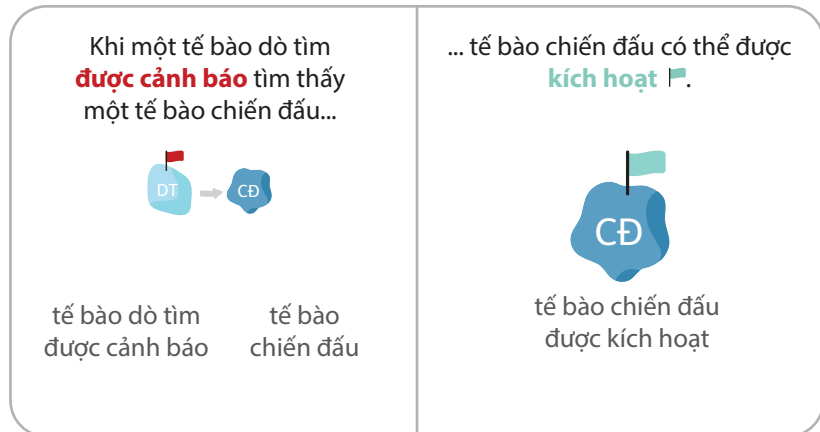 Khi một tế bào dò tìm
được cảnh báo tìm thấy
một tế bào chiến đấu...
DT
CĐ
tế bào dò tìm
được cảnh báo
tế bào
chiến đấu
... tế bào chiến đấu có thể được
kích hoạt .
CĐ
tế bào chiến đấu
được kích hoạt